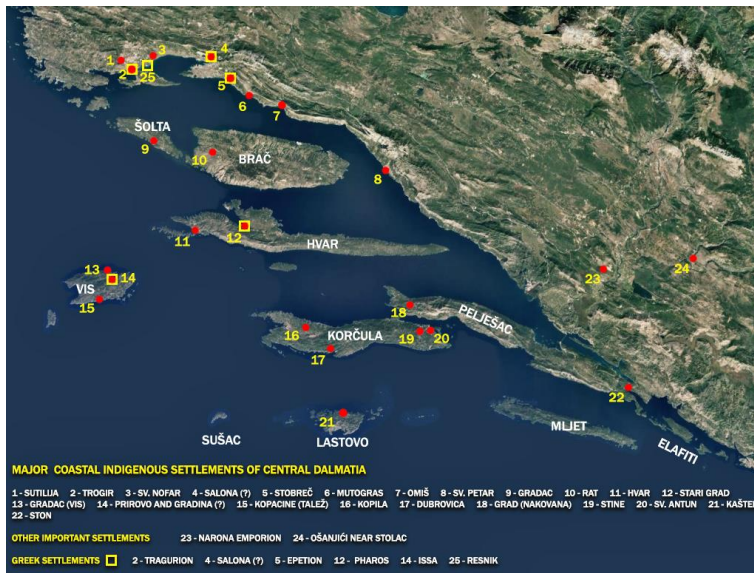 1
3
4
2
25
5
6
7
ŠOLTA
9
10
BRAČ
8
11
12
HVAR
13
14
VIS
15
23
24
18
PELJEŠAC
16
KORČULA
19
20
17
22
21
SUŠAC
LASTOVO
MLJET
ELAFITI
MAJOR COASTAL INDIGENOUS SETTLEMENTS OF CENTRAL DALMATIA
1 - SUTILIJA 2 - TROGIR 3 - SV. NOFAR 4 - SALONA (?) 5 - STOBREČ 6 - MUTOGRAS 7 - OMIŠ 8 - SV. PETAR 9 - GRADAC 10 - RAT 11 - HVAR 12 - STARI GRAD
13 - GRADAC (VIS) 14 - PRIROVO AND GRADINA (?) 15 - KOPACINE (TALEŽ) 16 - KOPILA 17 - DUBROVICA 18 - GRAD (NAKOVANA) 19 - STINE 20 - SV. ANTUN 21 - KAŠTEL
22 - STON
OTHER IMPORTANT SETTLEMENTS 23 - NARONA EMPORION 24 - OŠANJIĆI NEAR STOLAC
GREEK SETTLEMENTS 2 - TRAGURION 4 - SALONA (?) 5 - EPETION 12 - PHAROS 14 - ISSA 25 - RESNIK